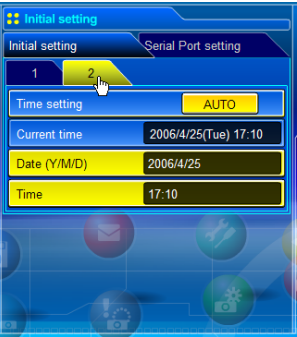 Initial setting
Initial setting Serial Port setting
1 2
Time setting AUTO
Current time 2006/4/25(Tue) 17:10
Date (Y/M/D) 2006/4/25
Time 17:10